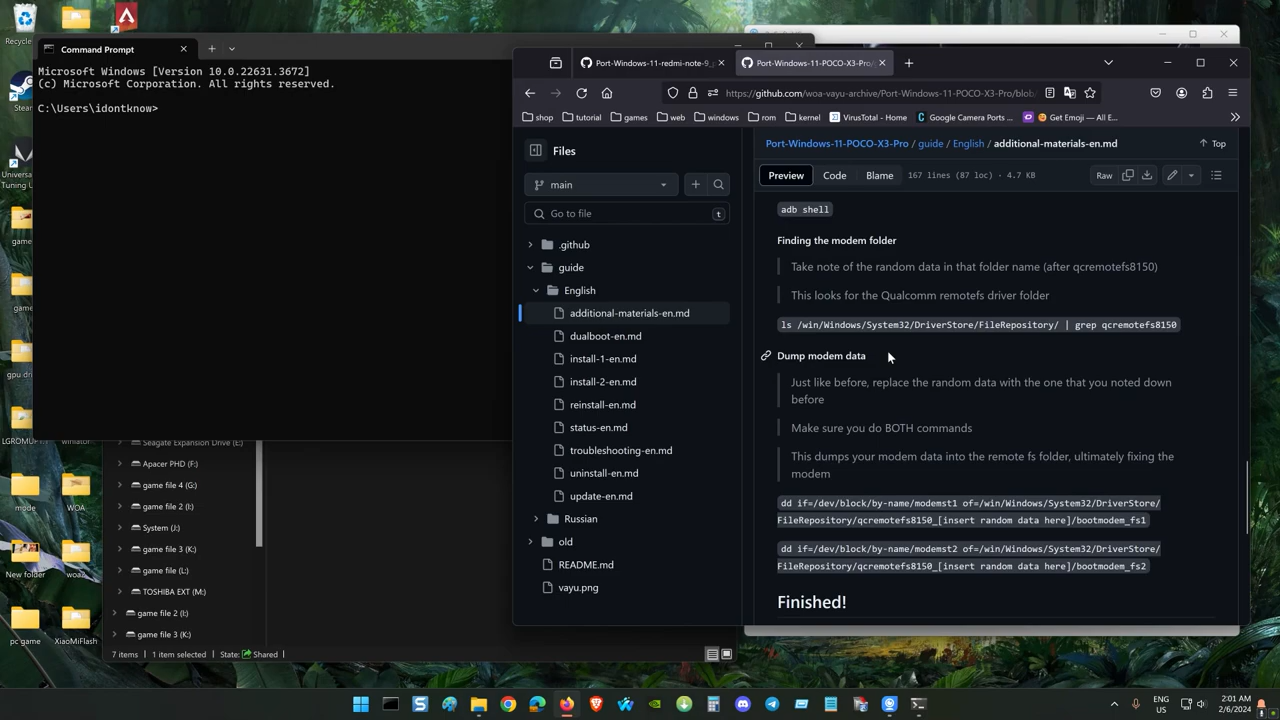 Recycle
Steam
Universal
Tuning U
game
game
gpu driv
LGROMUPT
winlator
mode
WOA
New folder
woaz
pc game
XiaoMiFlash
Command Prompt
Microsoft Windows [Version 10.0.22631.3672]
(c) Microsoft Corporation. All rights reserved.
C:\Users\idontknow>
Seagate Expansion Drive (E:)
Apacer PHD (F:)
game file 4 (G:)
game file 2 (I:)
System (J:)
game file 3 (K:)
game file (L:)
TOSHIBA EXT (M:)
game file 2 (I:)
game file 3 (K:)
7 items
1 item selected
State:
Shared
Port-Windows-11-redmi-note-9_p
Port-Windows-11-POCO-X3-Pro/g
https://github.com/woa-vayu-archive/Port-Windows-11-POCO-X3-Pro/blob
shop
tutorial
games
web
windows
rom
kernel
VirusTotal - Home
Google Camera Ports ...
Get Emoji — All E...
Files
main
Go to file
t
.github
guide
English
additional-materials-en.md
dualboot-en.md
install-1-en.md
install-2-en.md
reinstall-en.md
status-en.md
troubleshooting-en.md
uninstall-en.md
update-en.md
Russian
old
README.md
vayu.png
Port-Windows-11-POCO-X3-Pro / guide / English / additional-materials-en.md
Top
Preview
Code
Blame
167 lines (87 loc) · 4.7 KB
Raw
adb shell
Finding the modem folder
Take note of the random data in that folder name (after qcremotefs8150)
This looks for the Qualcomm remotefs driver folder
ls /win/Windows/System32/DriverStore/FileRepository/ | grep qcremotefs8150
Dump modem data
Just like before, replace the random data with the one that you noted down
before
Make sure you do BOTH commands
This dumps your modem data into the remote fs folder, ultimately fixing the
modem
dd if=/dev/block/by-name/modemst1 of=/win/Windows/System32/DriverStore/
FileRepository/qcremotefs8150_[insert random data here]/bootmodem_fs1
dd if=/dev/block/by-name/modemst2 of=/win/Windows/System32/DriverStore/
FileRepository/qcremotefs8150_[insert random data here]/bootmodem_fs2
Finished!
ENG
US
2:01 AM
2/6/2024